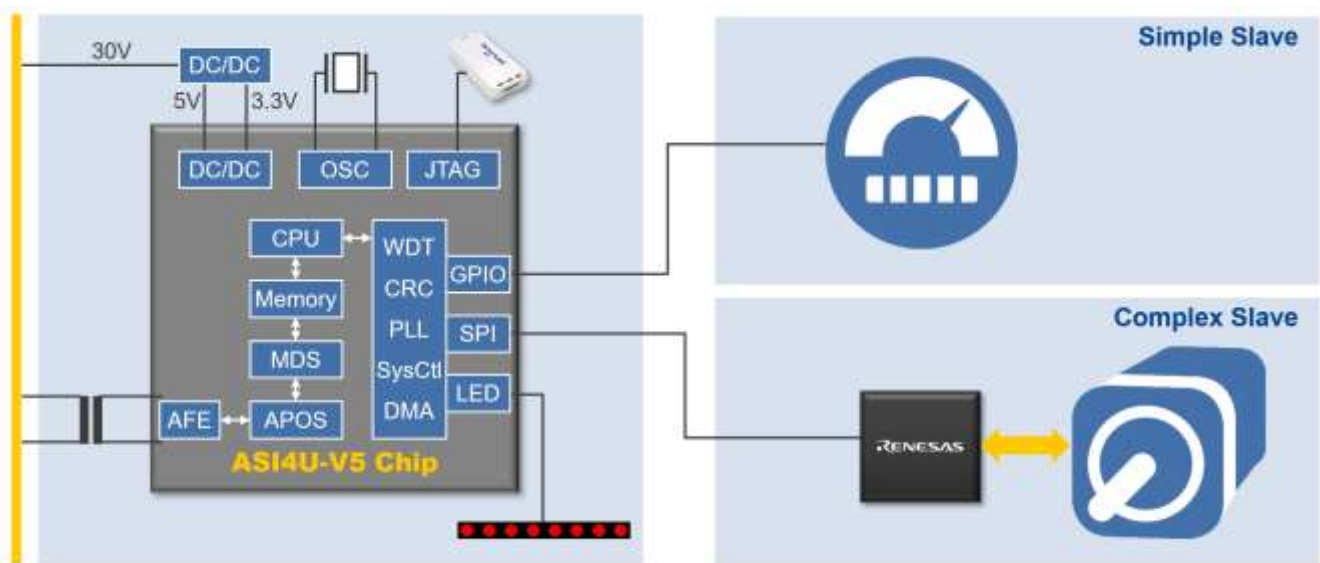 30V
DC/DC
5V
3.3V
DC/DC
OSC
JTAG
CPU
WDT
GPIO
Memory
CRC
PLL
SPI
MDS
SysCtl
LED
AFE
APOS
DMA
ASI4U-V5 Chip
Simple Slave
Complex Slave
RENESAS